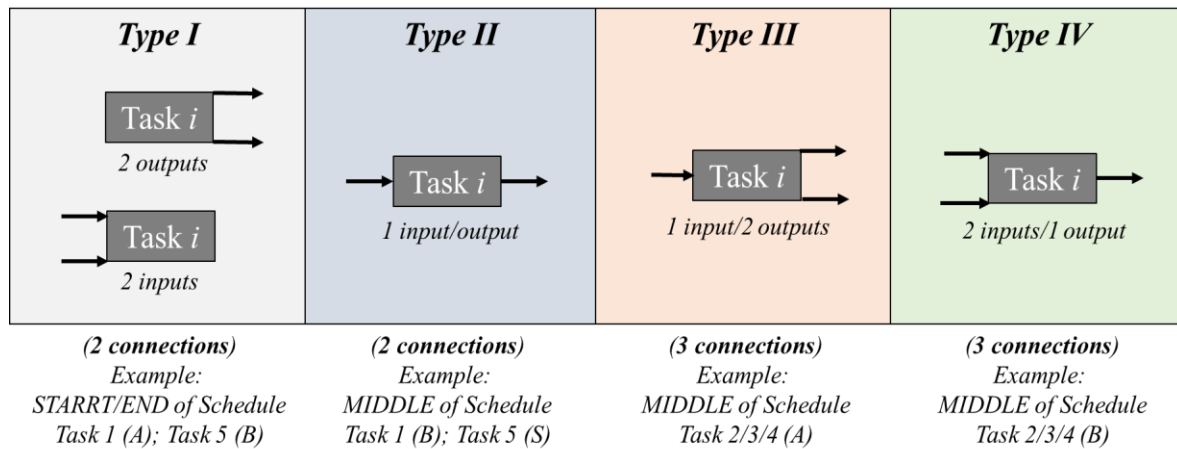 Type I
Task i
2 outputs
Task i
2 inputs
(2 connections)
Example:
STARRT/END of Schedule
Task 1 (A); Task 5 (B)
Type II
Task i
1 input/output
(2 connections)
Example:
MIDDLE of Schedule
Task 1 (B); Task 5 (S)
Type III
Task i
1 input/2 outputs
(3 connections)
Example:
MIDDLE of Schedule
Task 2/3/4 (A)
Type IV
Task i
2 inputs/1 output
(3 connections)
Example:
MIDDLE of Schedule
Task 2/3/4 (B)